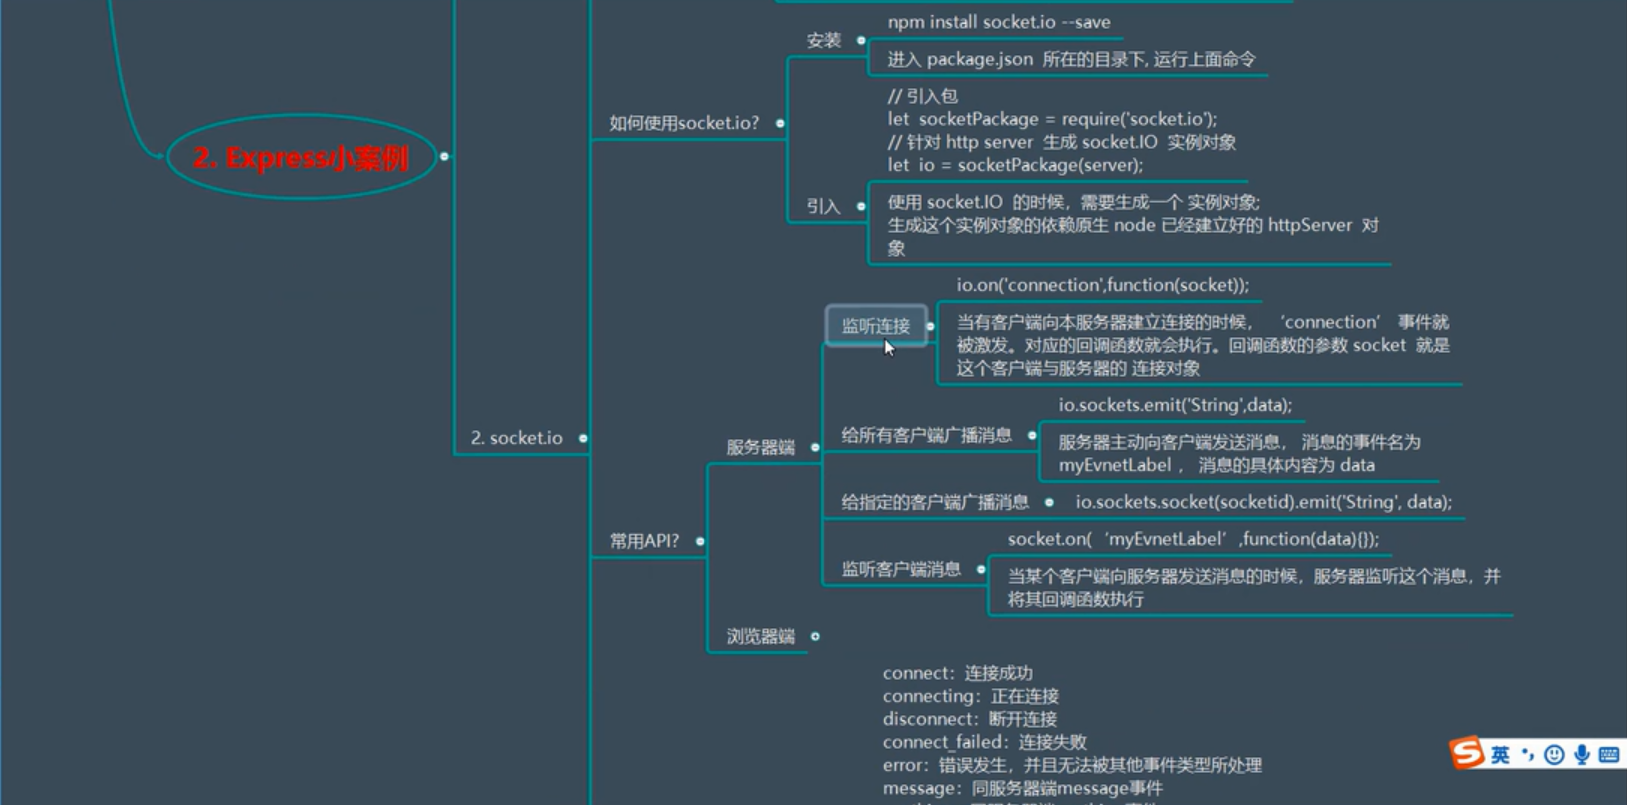 npm install socket.io --save
安装
进入 package.json 所在的目录下, 运行上面命令
// 引入包
let socketPackage = require('socket.io');
// 针对 http server 生成 socket.IO 实例对象
let io = socketPackage(server);
如何使用socket.io?
2. Express小案例
引入
使用 socket.IO 的时候，需要生成一个 实例对象;
生成这个实例对象的依赖原生 node 已经建立好的 httpServer 对
象
io.on('connection',function(socket));
监听连接
当有客户端向本服务器建立连接的时候， ‘connection’ 事件就
被激发。对应的回调函数就会执行。回调函数的参数 socket 就是
这个客户端与服务器的 连接对象
io.sockets.emit('String',data);
给所有客户端广播消息
服务器主动向客户端发送消息， 消息的事件名为
myEvnetLabel ， 消息的具体内容为 data
2. socket.io
服务器端
给指定的客户端广播消息
io.sockets.socket(socketid).emit('String', data);
常用API?
socket.on( ‘myEvnetLabel’ ,function(data){});
监听客户端消息
当某个客户端向服务器发送消息的时候，服务器监听这个消息，并
将其回调函数执行
浏览器端
connect：连接成功
connecting：正在连接
disconnect：断开连接
connect_failed：连接失败
error：错误发生，并且无法被其他事件类型所处理
message：同服务器端message事件
英